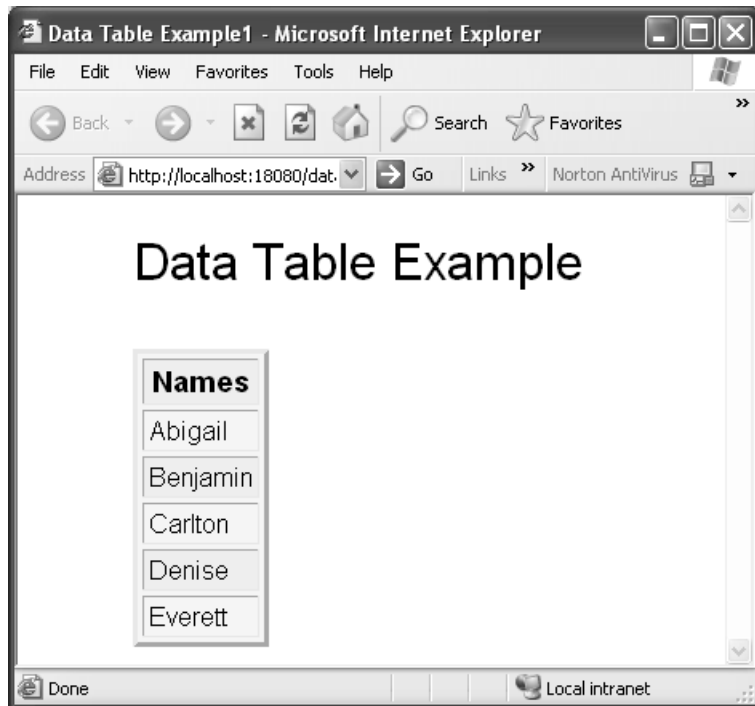 Data Table Example1 - Microsoft Internet Explorer
File Edit View Favorites Tools Help
Back Search Favorites »
Address http://localhost:18080/dat. Go Links » Norton AntiVirus
Data Table Example
Names
Abigail
Benjamin
Carlton
Denise
Everett
Done Local intranet